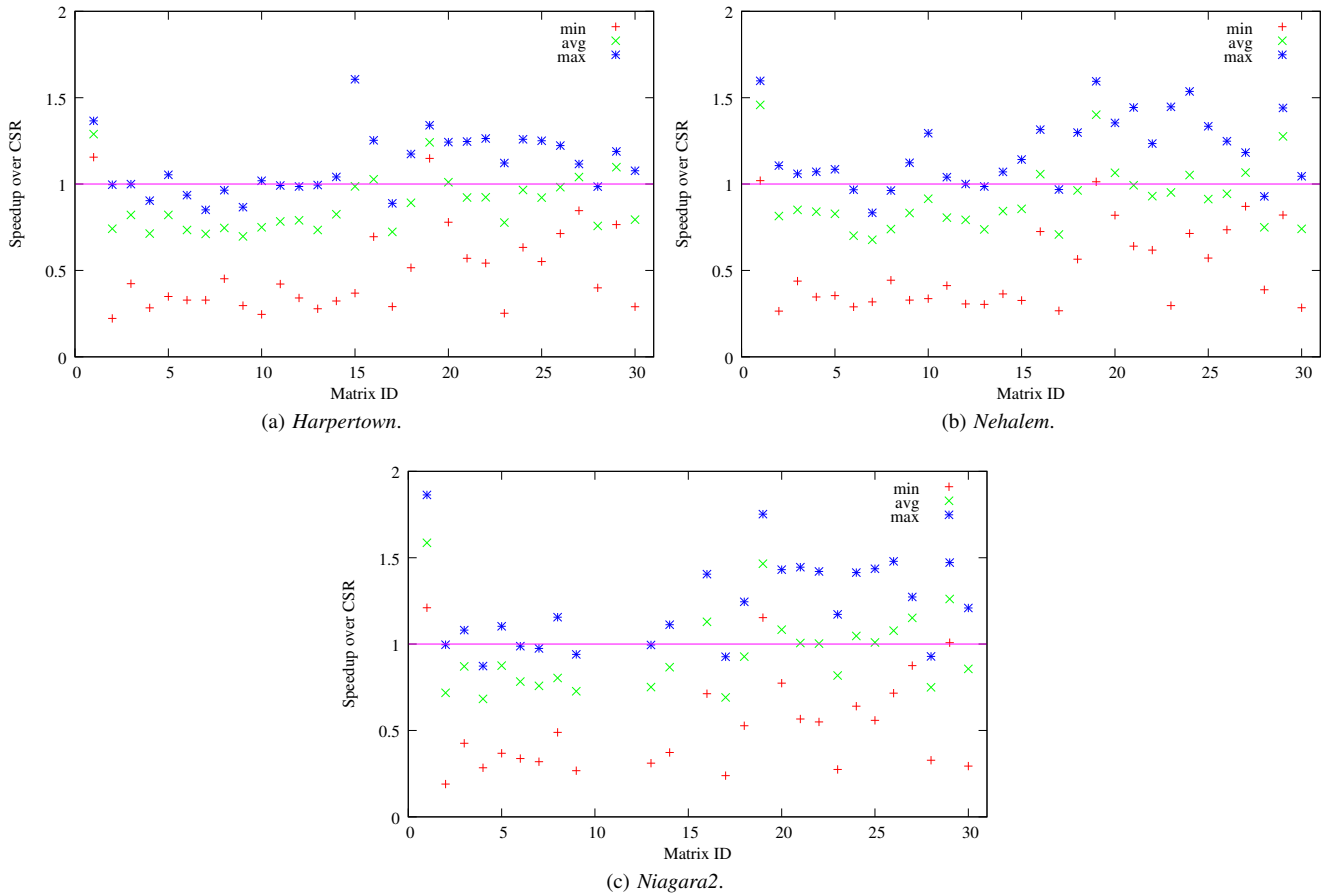 2
1.5
1
0.5
0
Speedup over CSR
min
avg
max
0 5 10 15 20 25 30
Matrix ID
(a) Harpertown.
2
1.5
1
0.5
0
Speedup over CSR
min
avg
max
0 5 10 15 20 25 30
Matrix ID
(b) Nehalem.
2
1.5
1
0.5
0
Speedup over CSR
min
avg
max
0 5 10 15 20 25 30
Matrix ID
(c) Niagara2.